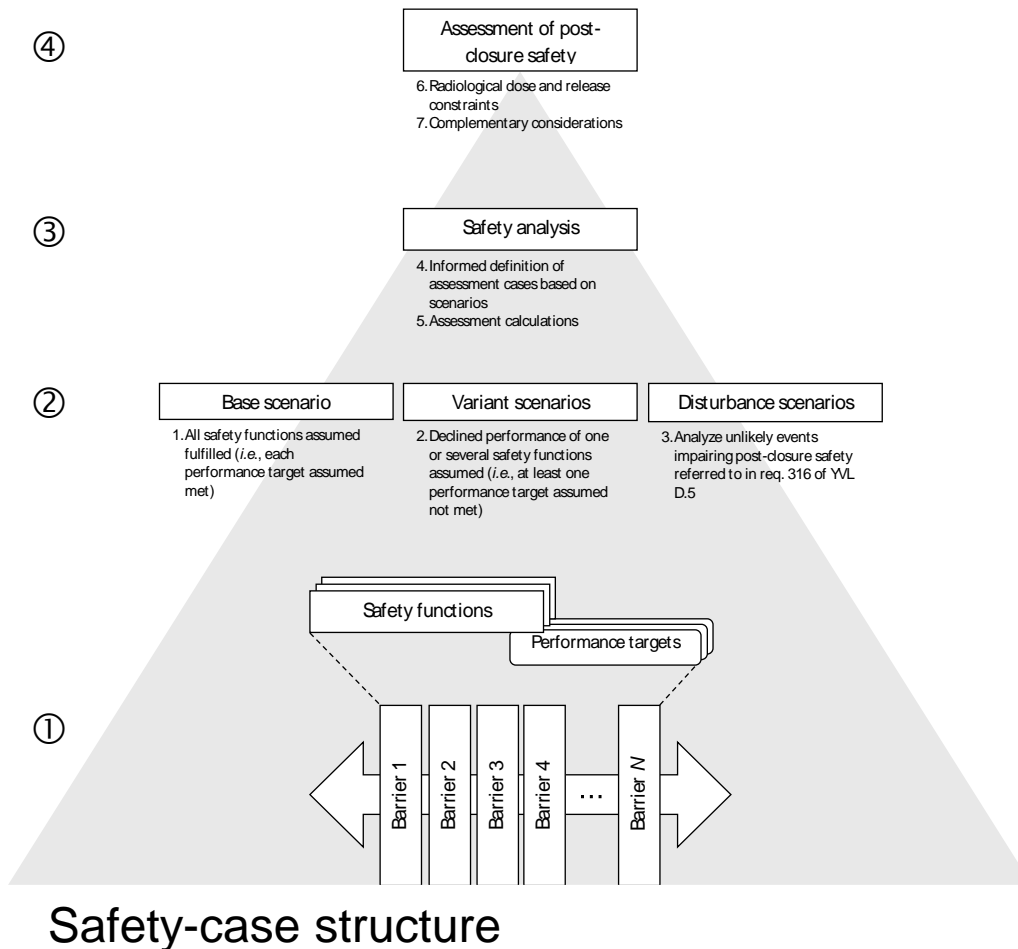 ④
Assessment of post-
closure safety
6. Radiological dose and release
constraints
7. Complementary considerations
③
Safety analysis
4. Informed definition of
assessment cases based on
scenarios
5. Assessment calculations
②
Base scenario
1. All safety functions assumed
fulfilled (i.e., each
performance target assumed
met)
Variant scenarios
2. Declined performance of one
or several safety functions
assumed (i.e., at least one
performance target assumed
not met)
Disturbance scenarios
3. Analyze unlikely events
impairing post-closure safety
referred to in req. 316 of YVL
D.5
Safety functions
Performance targets
①
Barrier 1
Barrier 2
Barrier 3
Barrier 4
...
Barrier N
Safety-case structure